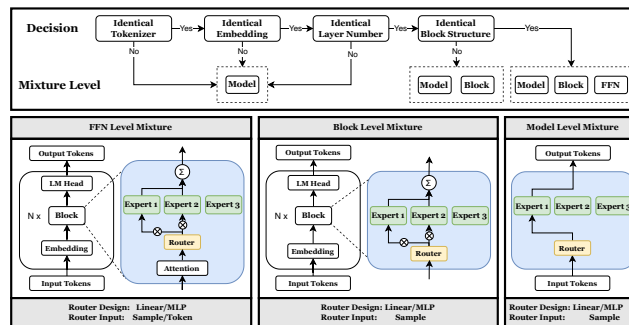 Decision
Identical Tokenizer
Yes
Identical Embedding
Yes
Identical Layer Number
Yes
Identical Block Structure
Yes
No
No
No
No
Mixture Level
Model
Model
Block
Model
Block
FFN
FFN Level Mixture
Output Tokens
LM Head
N x
Block
Embedding
Input Tokens
Σ
Expert 1
Expert 2
Expert 3
Router
Attention
Router Design: Linear/MLP
Router Input: Sample/Token
Block Level Mixture
Output Tokens
LM Head
N x
Block
Embedding
Input Tokens
Σ
Expert 1
Expert 2
Expert 3
Router
Router Design: Linear/MLP
Router Input: Sample
Model Level Mixture
Output Tokens
Expert 1
Expert 2
Expert 3
Router
Input Tokens
Router Design: Linear/MLP
Router Input: Sample